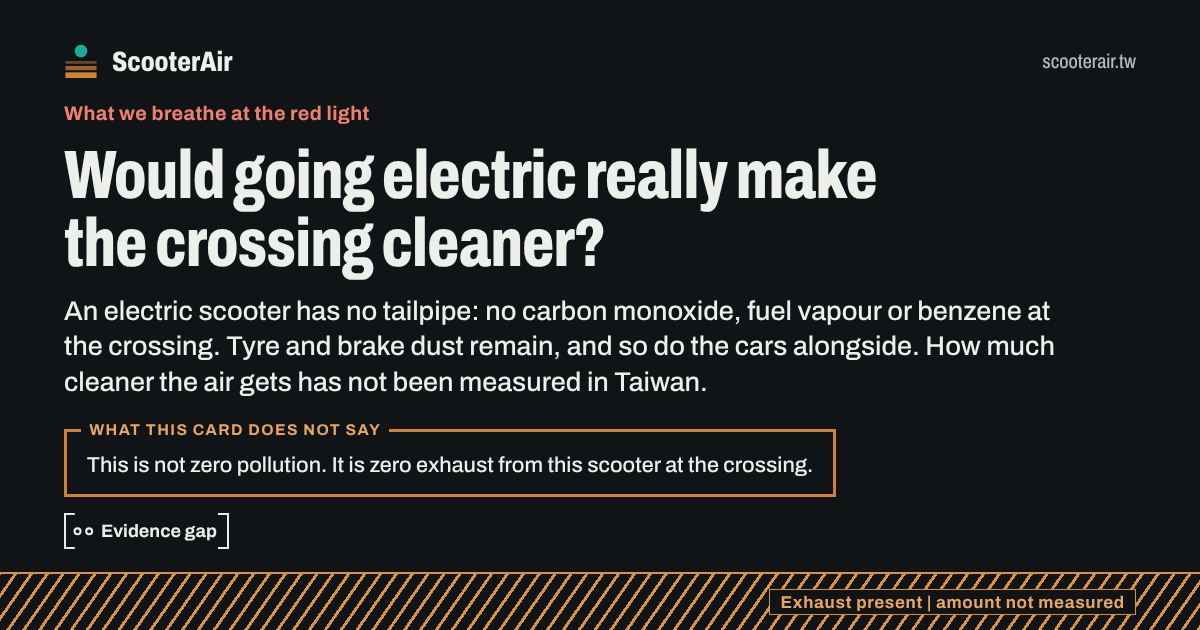 ScooterAir
scooterair.tw
What we breathe at the red light
Would going electric really make
the crossing cleaner?
An electric scooter has no tailpipe: no carbon monoxide, fuel vapour or benzene at
the crossing. Tyre and brake dust remain, and so do the cars alongside. How much
cleaner the air gets has not been measured in Taiwan.
WHAT THIS CARD DOES NOT SAY
This is not zero pollution. It is zero exhaust from this scooter at the crossing.
Evidence gap
Exhaust present | amount not measured